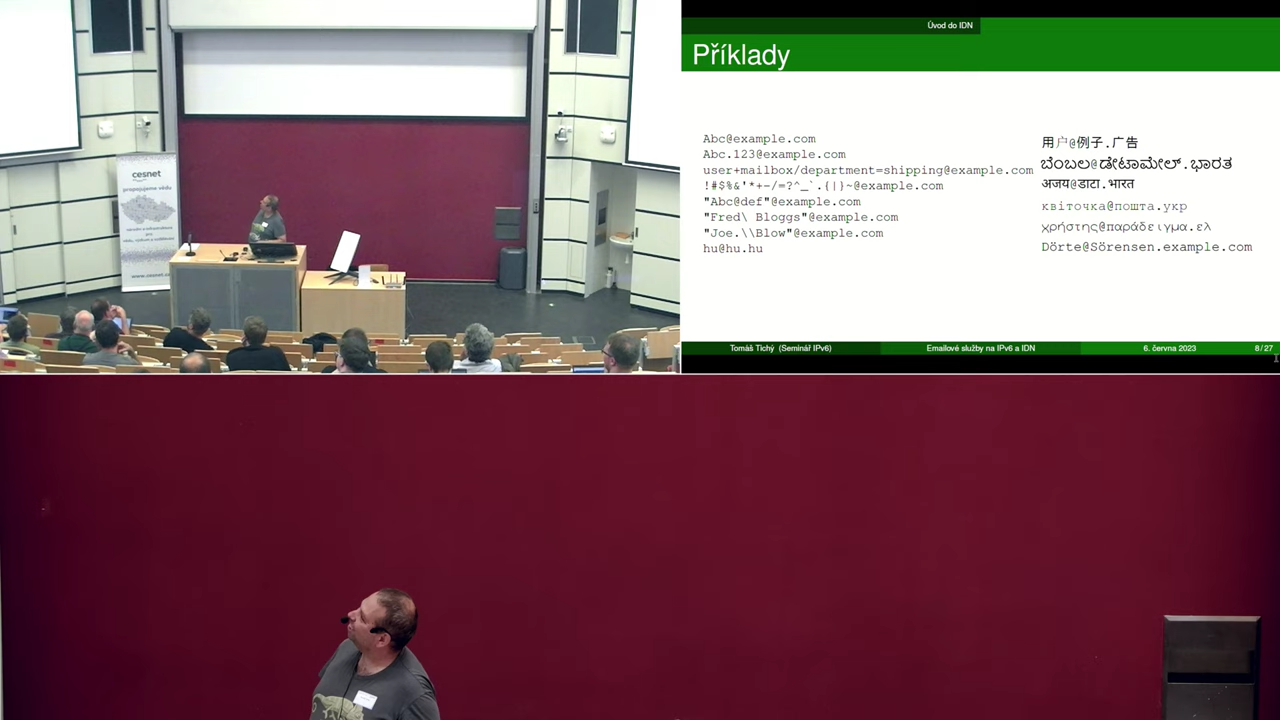 Úvod do IDN
Příklady
Abc@example.com
Abc.123@example.com
user+mailbox/department=shipping@example.com
!#$%&'*+-/=?^_`.{|}~@example.com
"Abc@def"@example.com
"Fred\ Bloggs"@example.com
"Joe.\\Blow"@example.com
hu@hu.hu
用户@例子.广告
ಬೆಂಬಲ@ಡೇಟಾಮೇಲ್.ಭಾರತ
अजय@डाटा.भारत
квіточка@пошта.укр
χρήστης@παράδειγμα.ελ
Dörte@Sörensen.example.com
Tomáš Tichý (Seminář IPv6)
Emailové služby na IPv6 a IDN
6. června 2023
8/27
cesnet
propojujeme vědu
www.cesnet.c